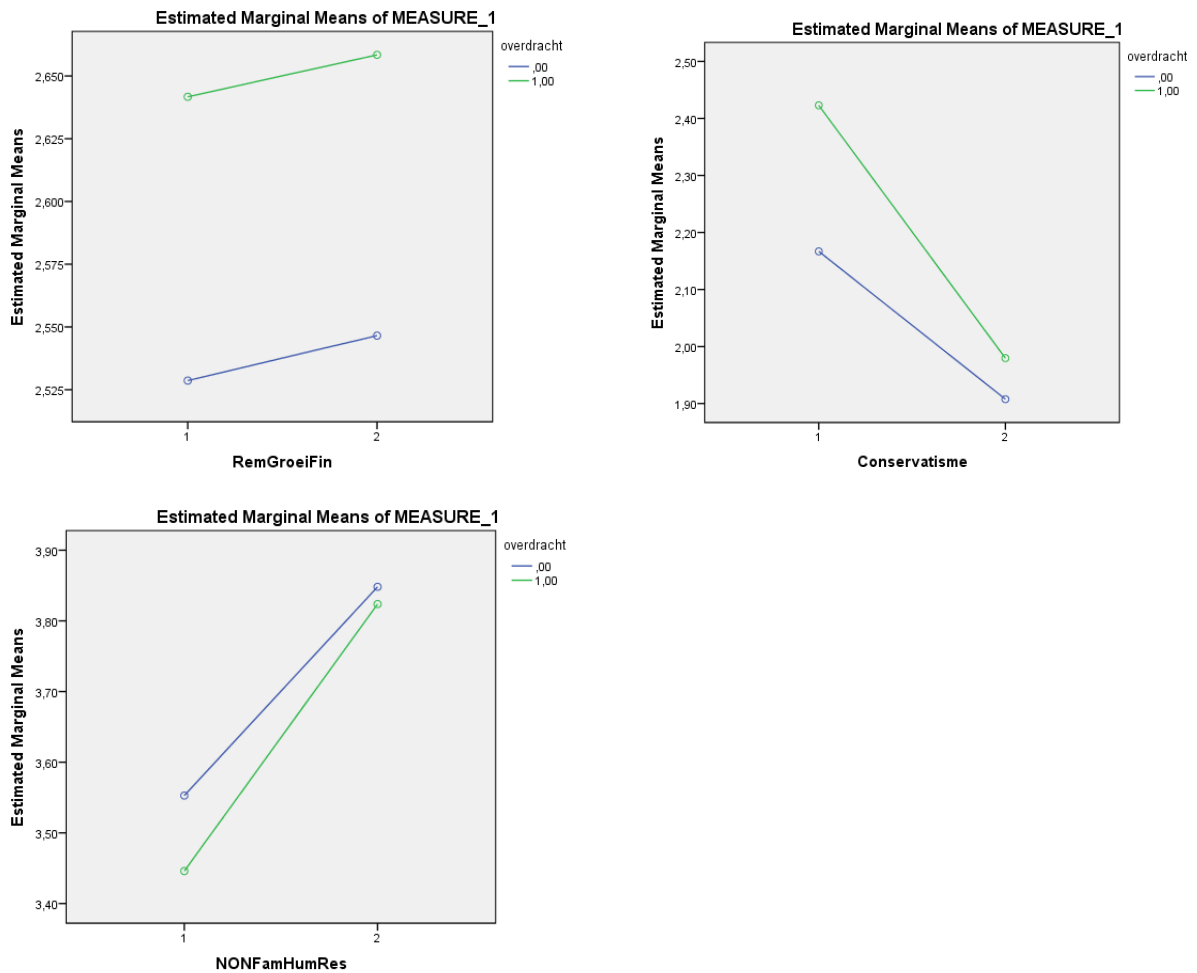 Estimated Marginal Means of MEASURE_1
overdracht
,00
1,00
Estimated Marginal Means
2,650
2,625
2,600
2,575
2,550
2,525
1
2
RemGroeiFin
Estimated Marginal Means of MEASURE_1
overdracht
,00
1,00
Estimated Marginal Means
2,50
2,40
2,30
2,20
2,10
2,00
1,90
1
2
Conservatisme
Estimated Marginal Means of MEASURE_1
overdracht
,00
1,00
Estimated Marginal Means
3,90
3,80
3,70
3,60
3,50
3,40
1
2
NONFamHumRes